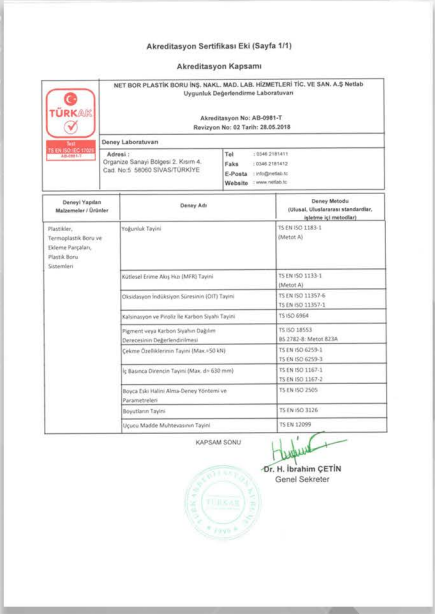 Akreditasyon Sertifikası Eki (Sayfa 1/1)
Akreditasyon Kapsamı
TÜRKAK
Test
TS EN ISO IEC 17025
AB-0981-T
NET BOR PLASTİK BORU İNŞ. NAKL. MAD. LAB. HİZMETLERİ TİC. VE SAN. A.Ş Netlab
Uygunluk Değerlendirme Laboratuvarı
Akreditasyon No: AB-0981-T
Revizyon No: 02 Tarih: 28.05.2018
Deney Laboratuvarı
Adresi :
Organize Sanayi Bölgesi 2. Kısım 4.
Cad. No:5 58060 SİVAS/TÜRKİYE
Tel : 0346 2181411
Faks : 0346 2181412
E-Posta : info@netlab.tc
Website : www.netlab.tc
Deneyi Yapılan
Malzemeler / Ürünler
Deney Adı
Deney Metodu
(Ulusal, Uluslararası standardlar,
işletme içi metodlar)
Plastikler,
Termoplastik Boru ve
Ekleme Parçaları,
Plastik Boru
Sistemleri
Yoğunluk Tayini
TS EN ISO 1183-1
(Metot A)
Kütlesel Erime Akış Hızı (MFR) Tayini
TS EN ISO 1133-1
(Metot A)
Oksidasyon İndüksiyon Süresinin (OIT) Tayini
TS EN ISO 11357-6
TS EN ISO 11357-1
Kalsinasyon ve Piroliz İle Karbon Siyahı Tayini
TS ISO 6964
Pigment veya Karbon Siyahın Dağılım
Derecesinin Değerlendirilmesi
TS ISO 18553
BS 2782-8: Metot 823A
Çekme Özelliklerinin Tayini (Max.=50 kN)
TS EN ISO 6259-1
TS EN ISO 6259-3
İç Basınca Direncin Tayini (Max. d= 630 mm)
TS EN ISO 1167-1
TS EN ISO 1167-2
Boyca Eski Halini Alma-Deney Yöntemi ve
Parametreleri
TS EN ISO 2505
Boyutların Tayini
TS EN ISO 3126
Uçucu Madde Muhtevasının Tayini
TS EN 12099
KAPSAM SONU
Dr. H. İbrahim ÇETİN
Genel Sekreter
TÜRKAK